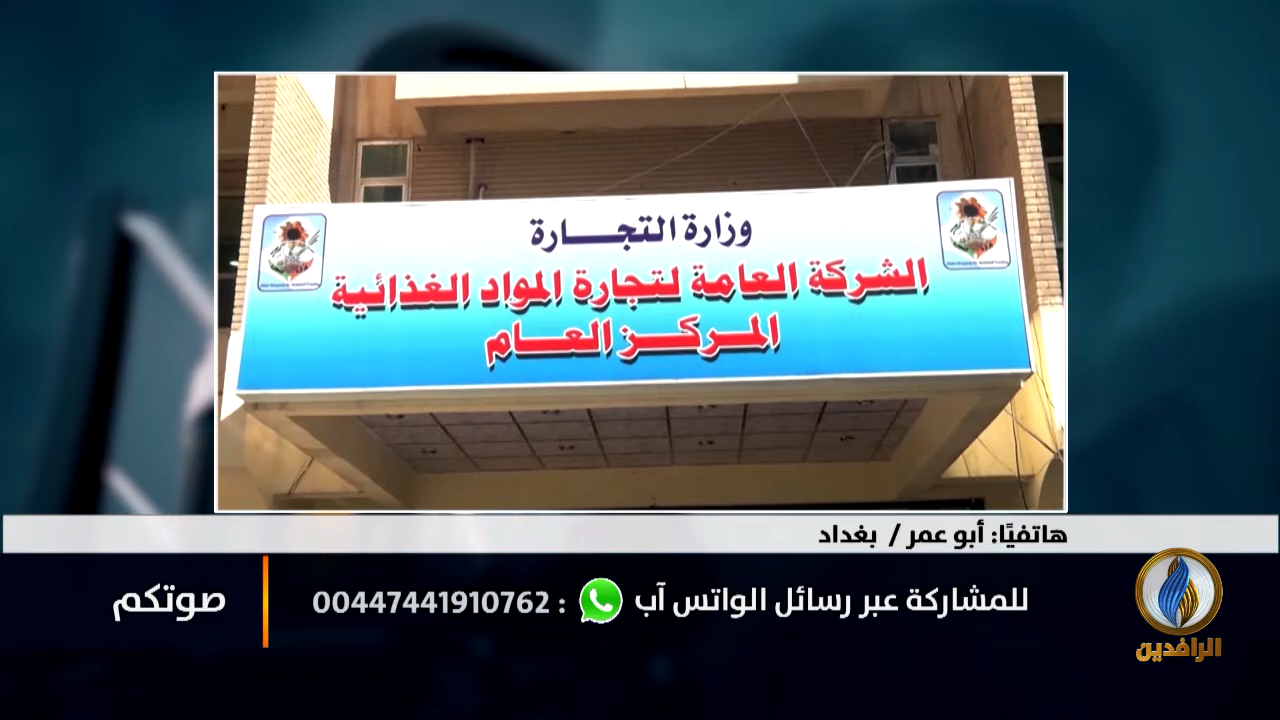 وزارة التجـــارة
الشركة العامة لتجارة المواد الغذائية
المركز العام
هاتفيًا: أبو عمر / بغداد
للمشاركة عبر رسائل الواتس آب : 00447441910762
صوتكم
الرافدين